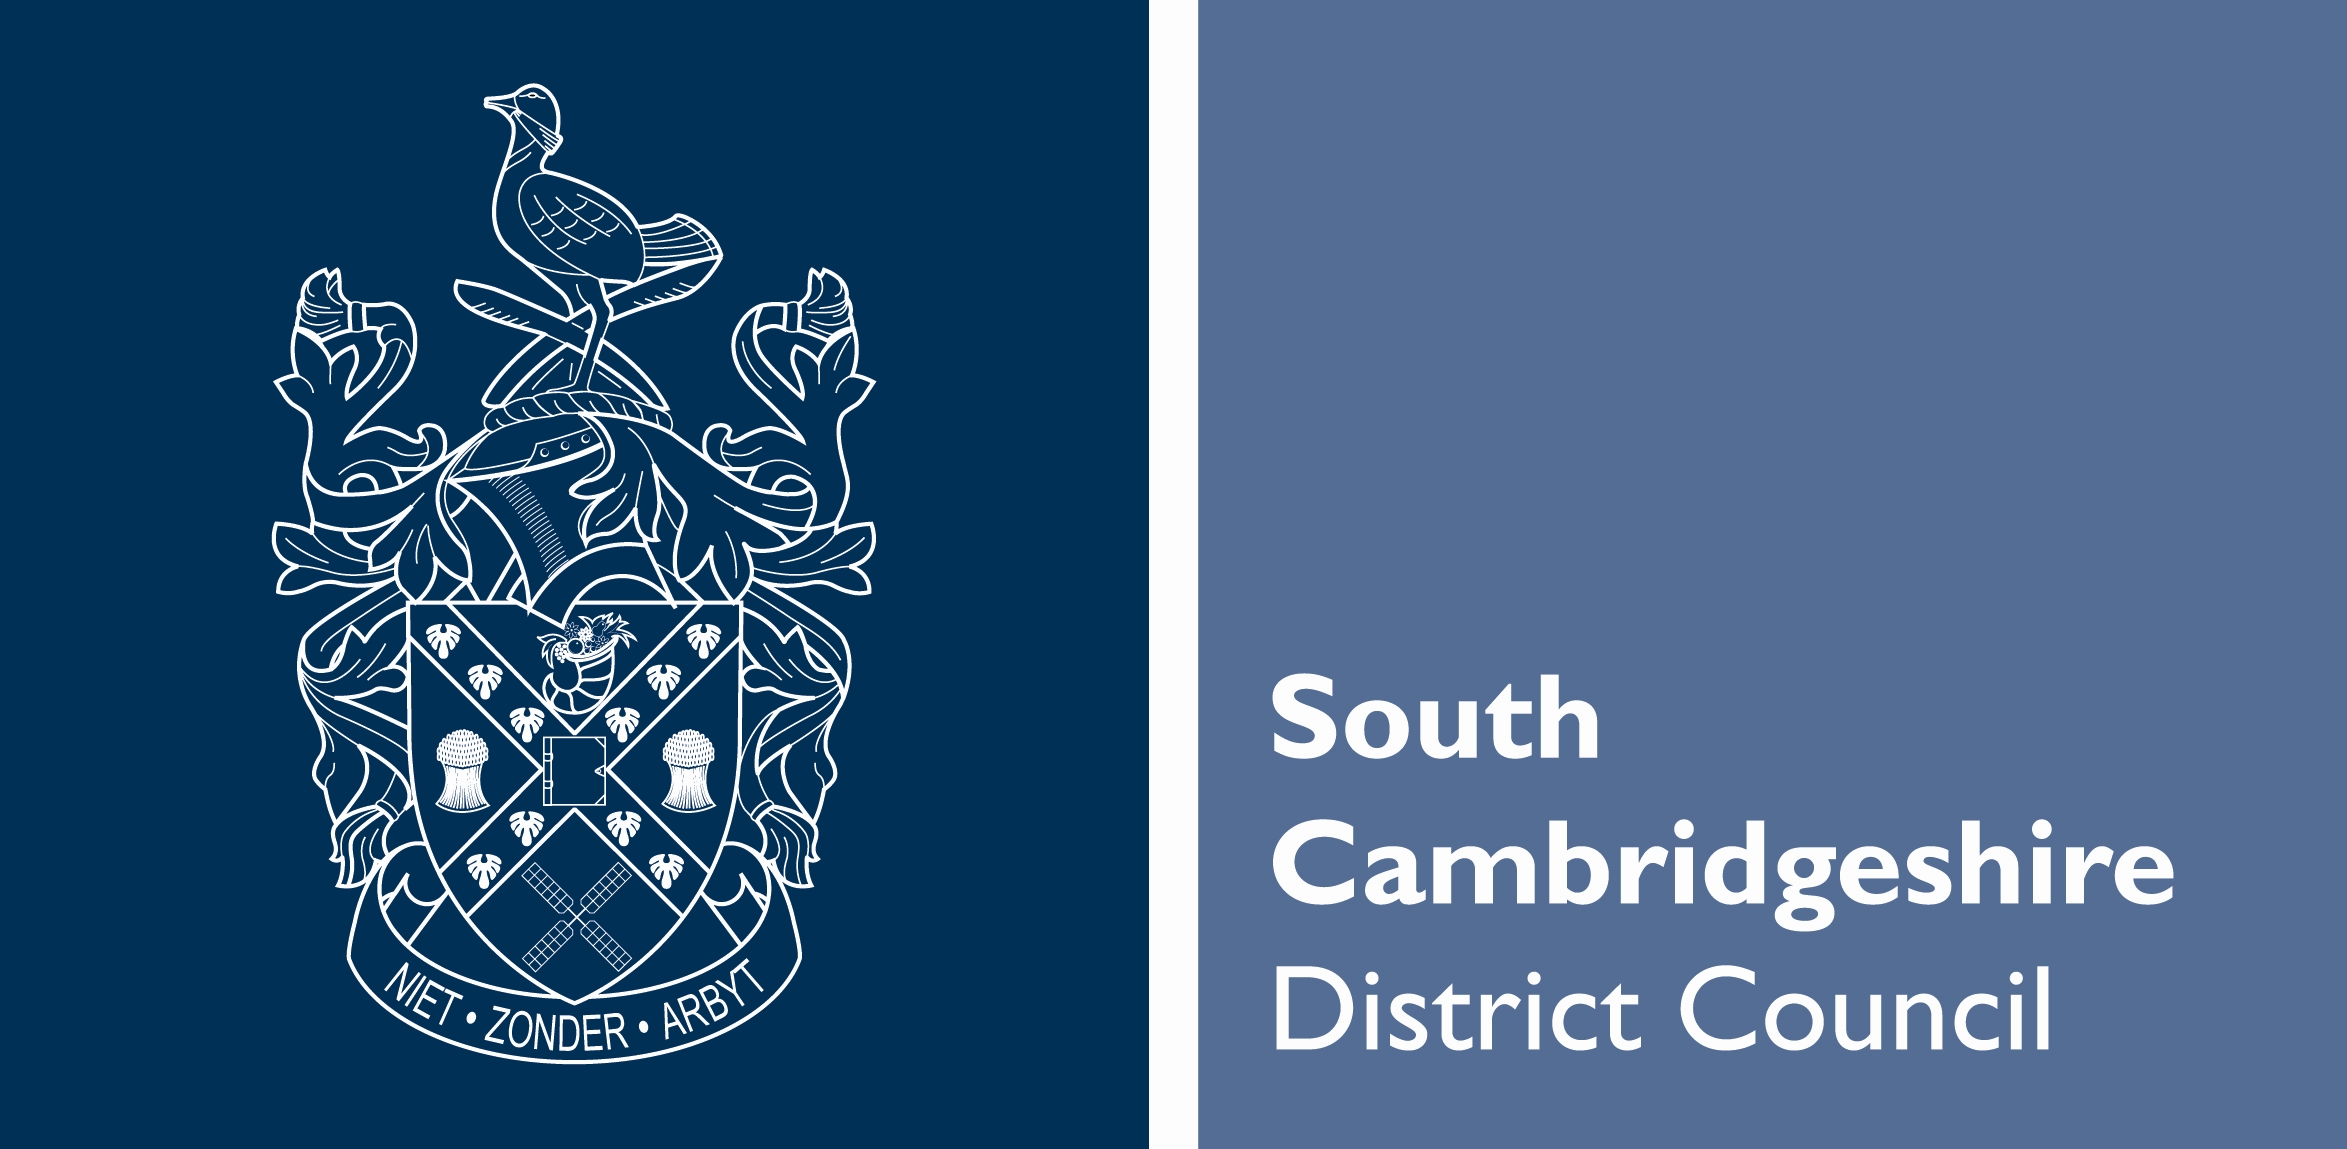 NIET • ZONDER • ARBYT
South
Cambridgeshire
District Council